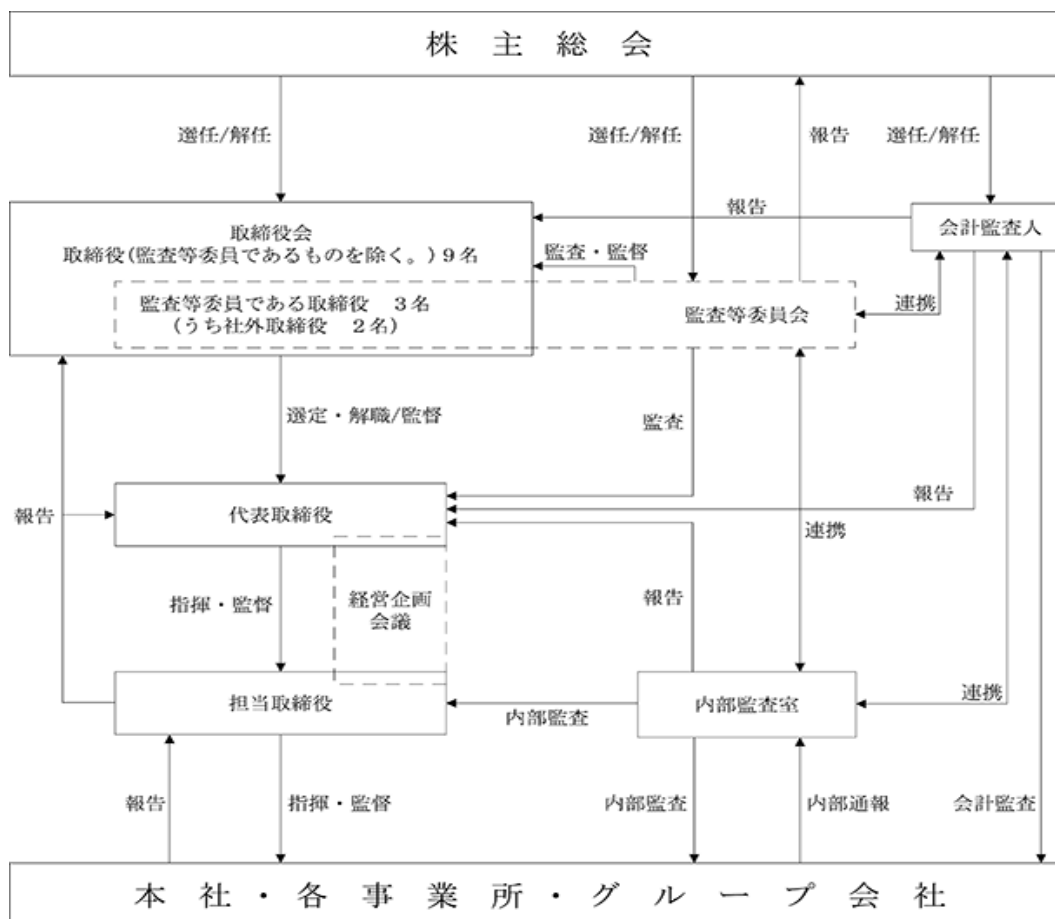 株主総会
選任/解任
選任/解任
報告
選任/解任
取締役会
取締役(監査等委員であるものを除く。)9名
報告
会計監査人
監査・監督
監査等委員である取締役 3名
(うち社外取締役 2名)
監査等委員会
連携
選定・解職/監督
監査
報告
代表取締役
報告
連携
指揮・監督
経営企画
会議
報告
担当取締役
内部監査
内部監査室
連携
報告
指揮・監督
内部監査
内部通報
会計監査
本社・各事業所・グループ会社